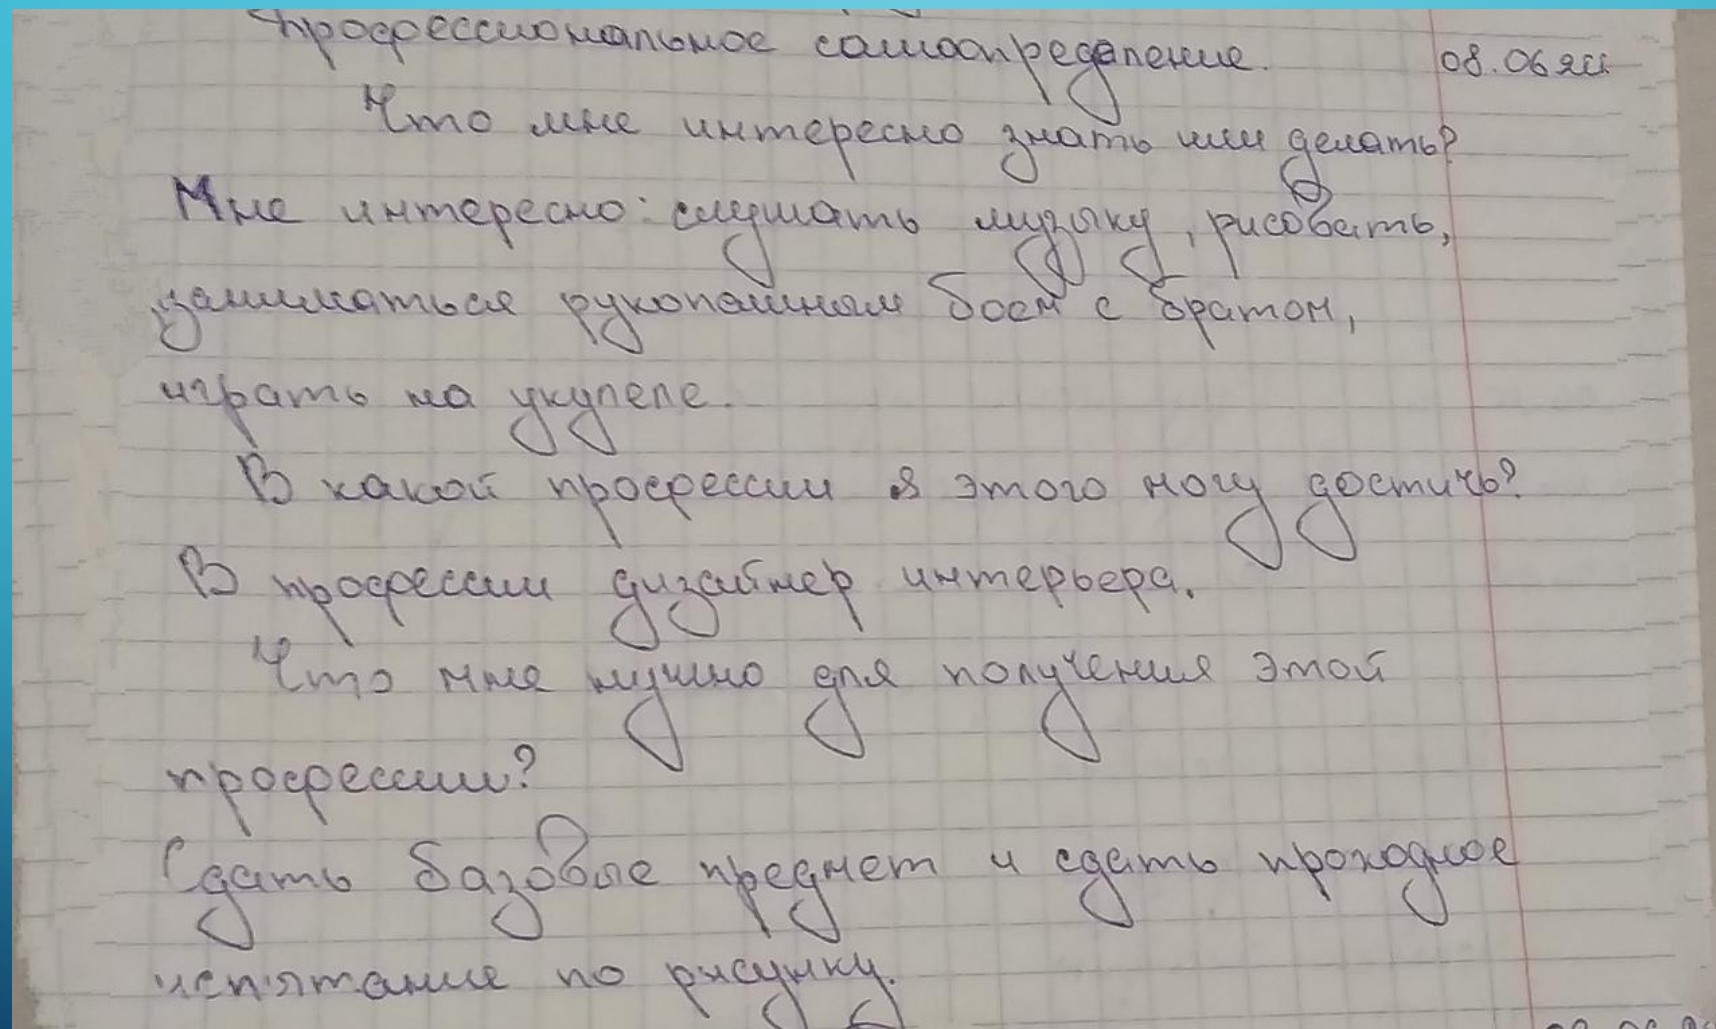 Профессиональное самоопределение. 08.06.21
Что мне интересно знать или делать?
Мне интересно: слушать музыку, рисовать,
заниматься рукопашным боем с братом,
играть на укулеле.
В какой профессии я этого могу достичь?
В профессии дизайнер интерьера.
Что мне нужно для получения этой
профессии?
Сдать базовые предмет и сдать проходное
испятание по рисунку.